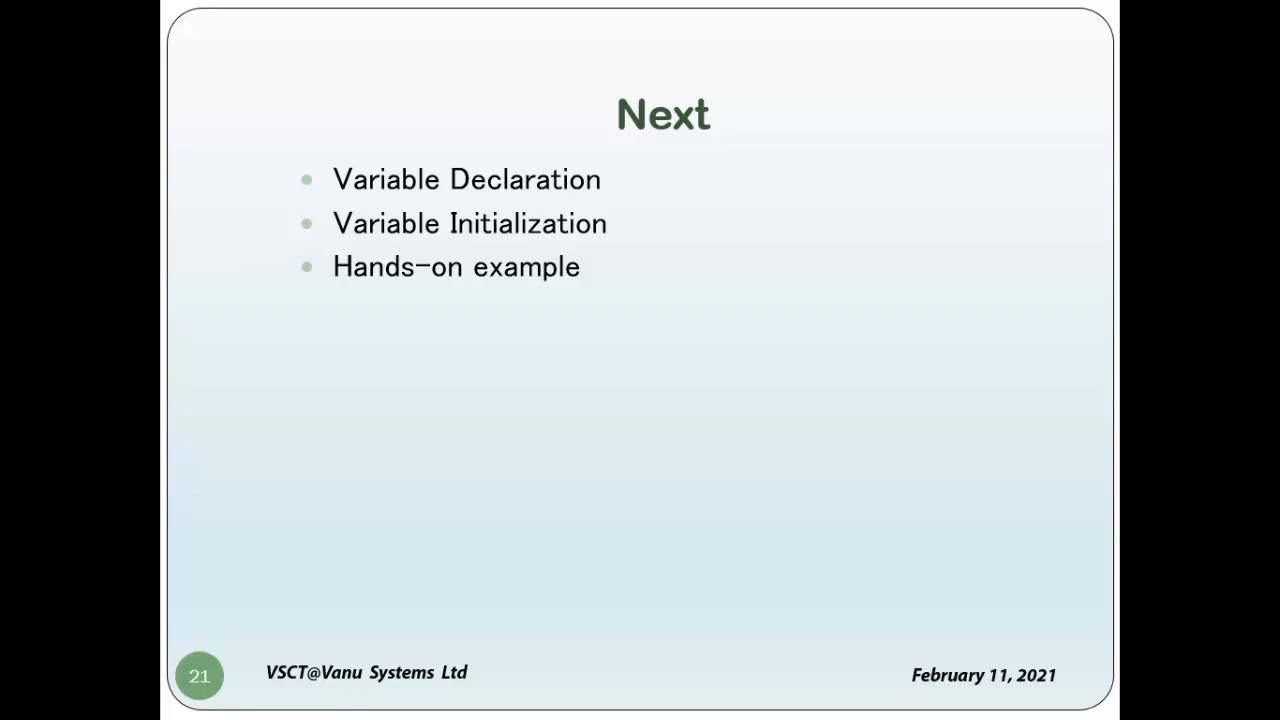 Next
Variable Declaration
Variable Initialization
Hands-on example
21
VSCT@Vanu Systems Ltd
February 11, 2021